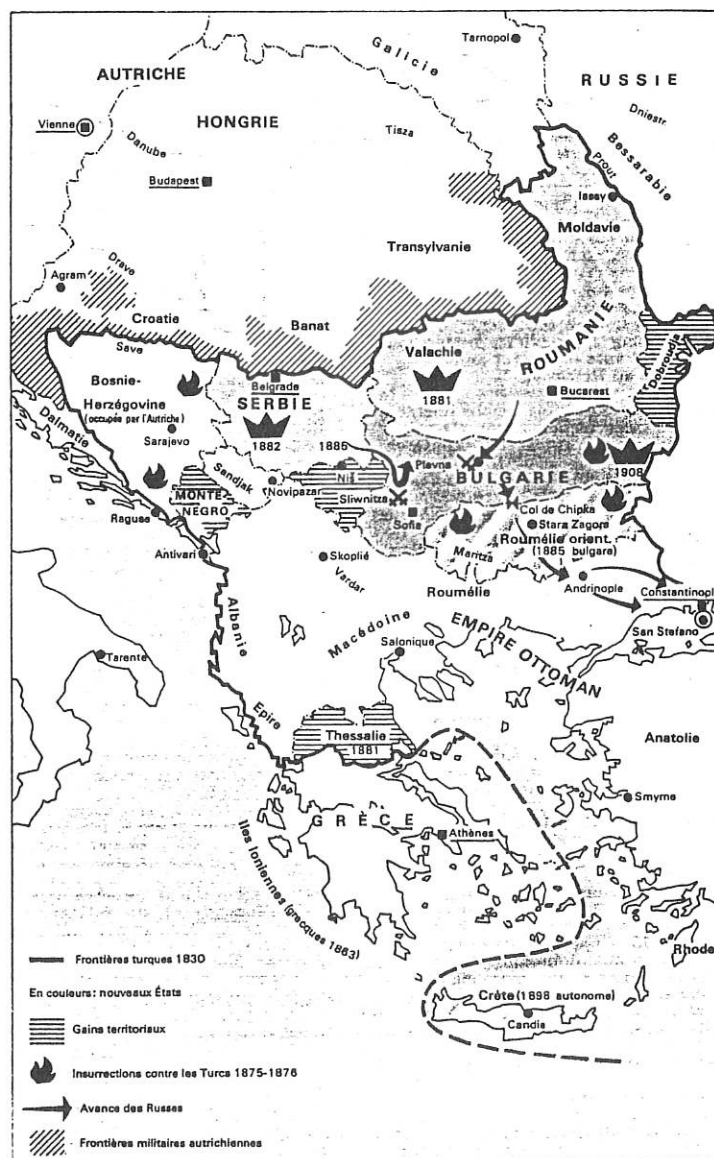 Tarnopol
Galicie
AUTRICHE
RUSSIE
Dniestr
HONGRIE
Vienne
Danube
Tisza
Bessarabie
Prout
Budapest
Iassy
Moldavie
Transylvanie
Agram
Drave
Croatie
Banat
Save
ROUMANIE
Valachie
Dobroudja
Bosnie-
Herzégovine
(occupée par l'Autriche)
Belgrade
1881
Bucarest
SERBIE
Dalmatie
Sarajevo
1882
1885
Plevna
BULGARIE
1908
Sandjak
Niš
MONTE-
NEGRO
Novipazar
Sliwnitza
Col de Chipka
Raguse
Sofia
Stara Zagora
Roumélie orient.
(1885 bulgare)
Maritza
Antivari
Skoplié
Vardar
Andrinople
Constantinople
Roumélie
Albanie
San Stefano
Macédoine
EMPIRE OTTOMAN
Salonique
Tarente
Epire
Thessalie
1881
Anatolie
Smyrne
GRÈCE
Athènes
Iles Ioniennes (grecques 1863)
Rhode
Crète (1898 autonome)
Candia
Frontières turques 1830
En couleurs: nouveaux États
Gains territoriaux
Insurrections contre les Turcs 1875-1876
Avance des Russes
Frontières militaires autrichiennes